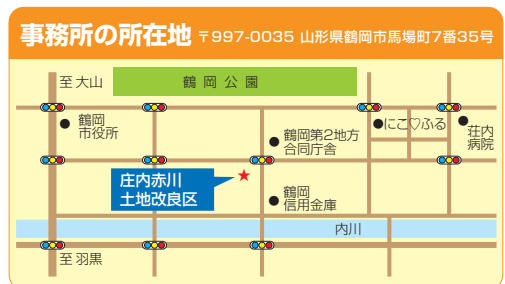 事務所の所在地 〒997-0035 山形県鶴岡市馬場町7番35号
至 大山
鶴岡公園
鶴岡
市役所
鶴岡第2地方
合同庁舎
にこ♡ふる
荘内
病院
庄内赤川
土地改良区
鶴岡
信用金庫
内川
至 羽黒